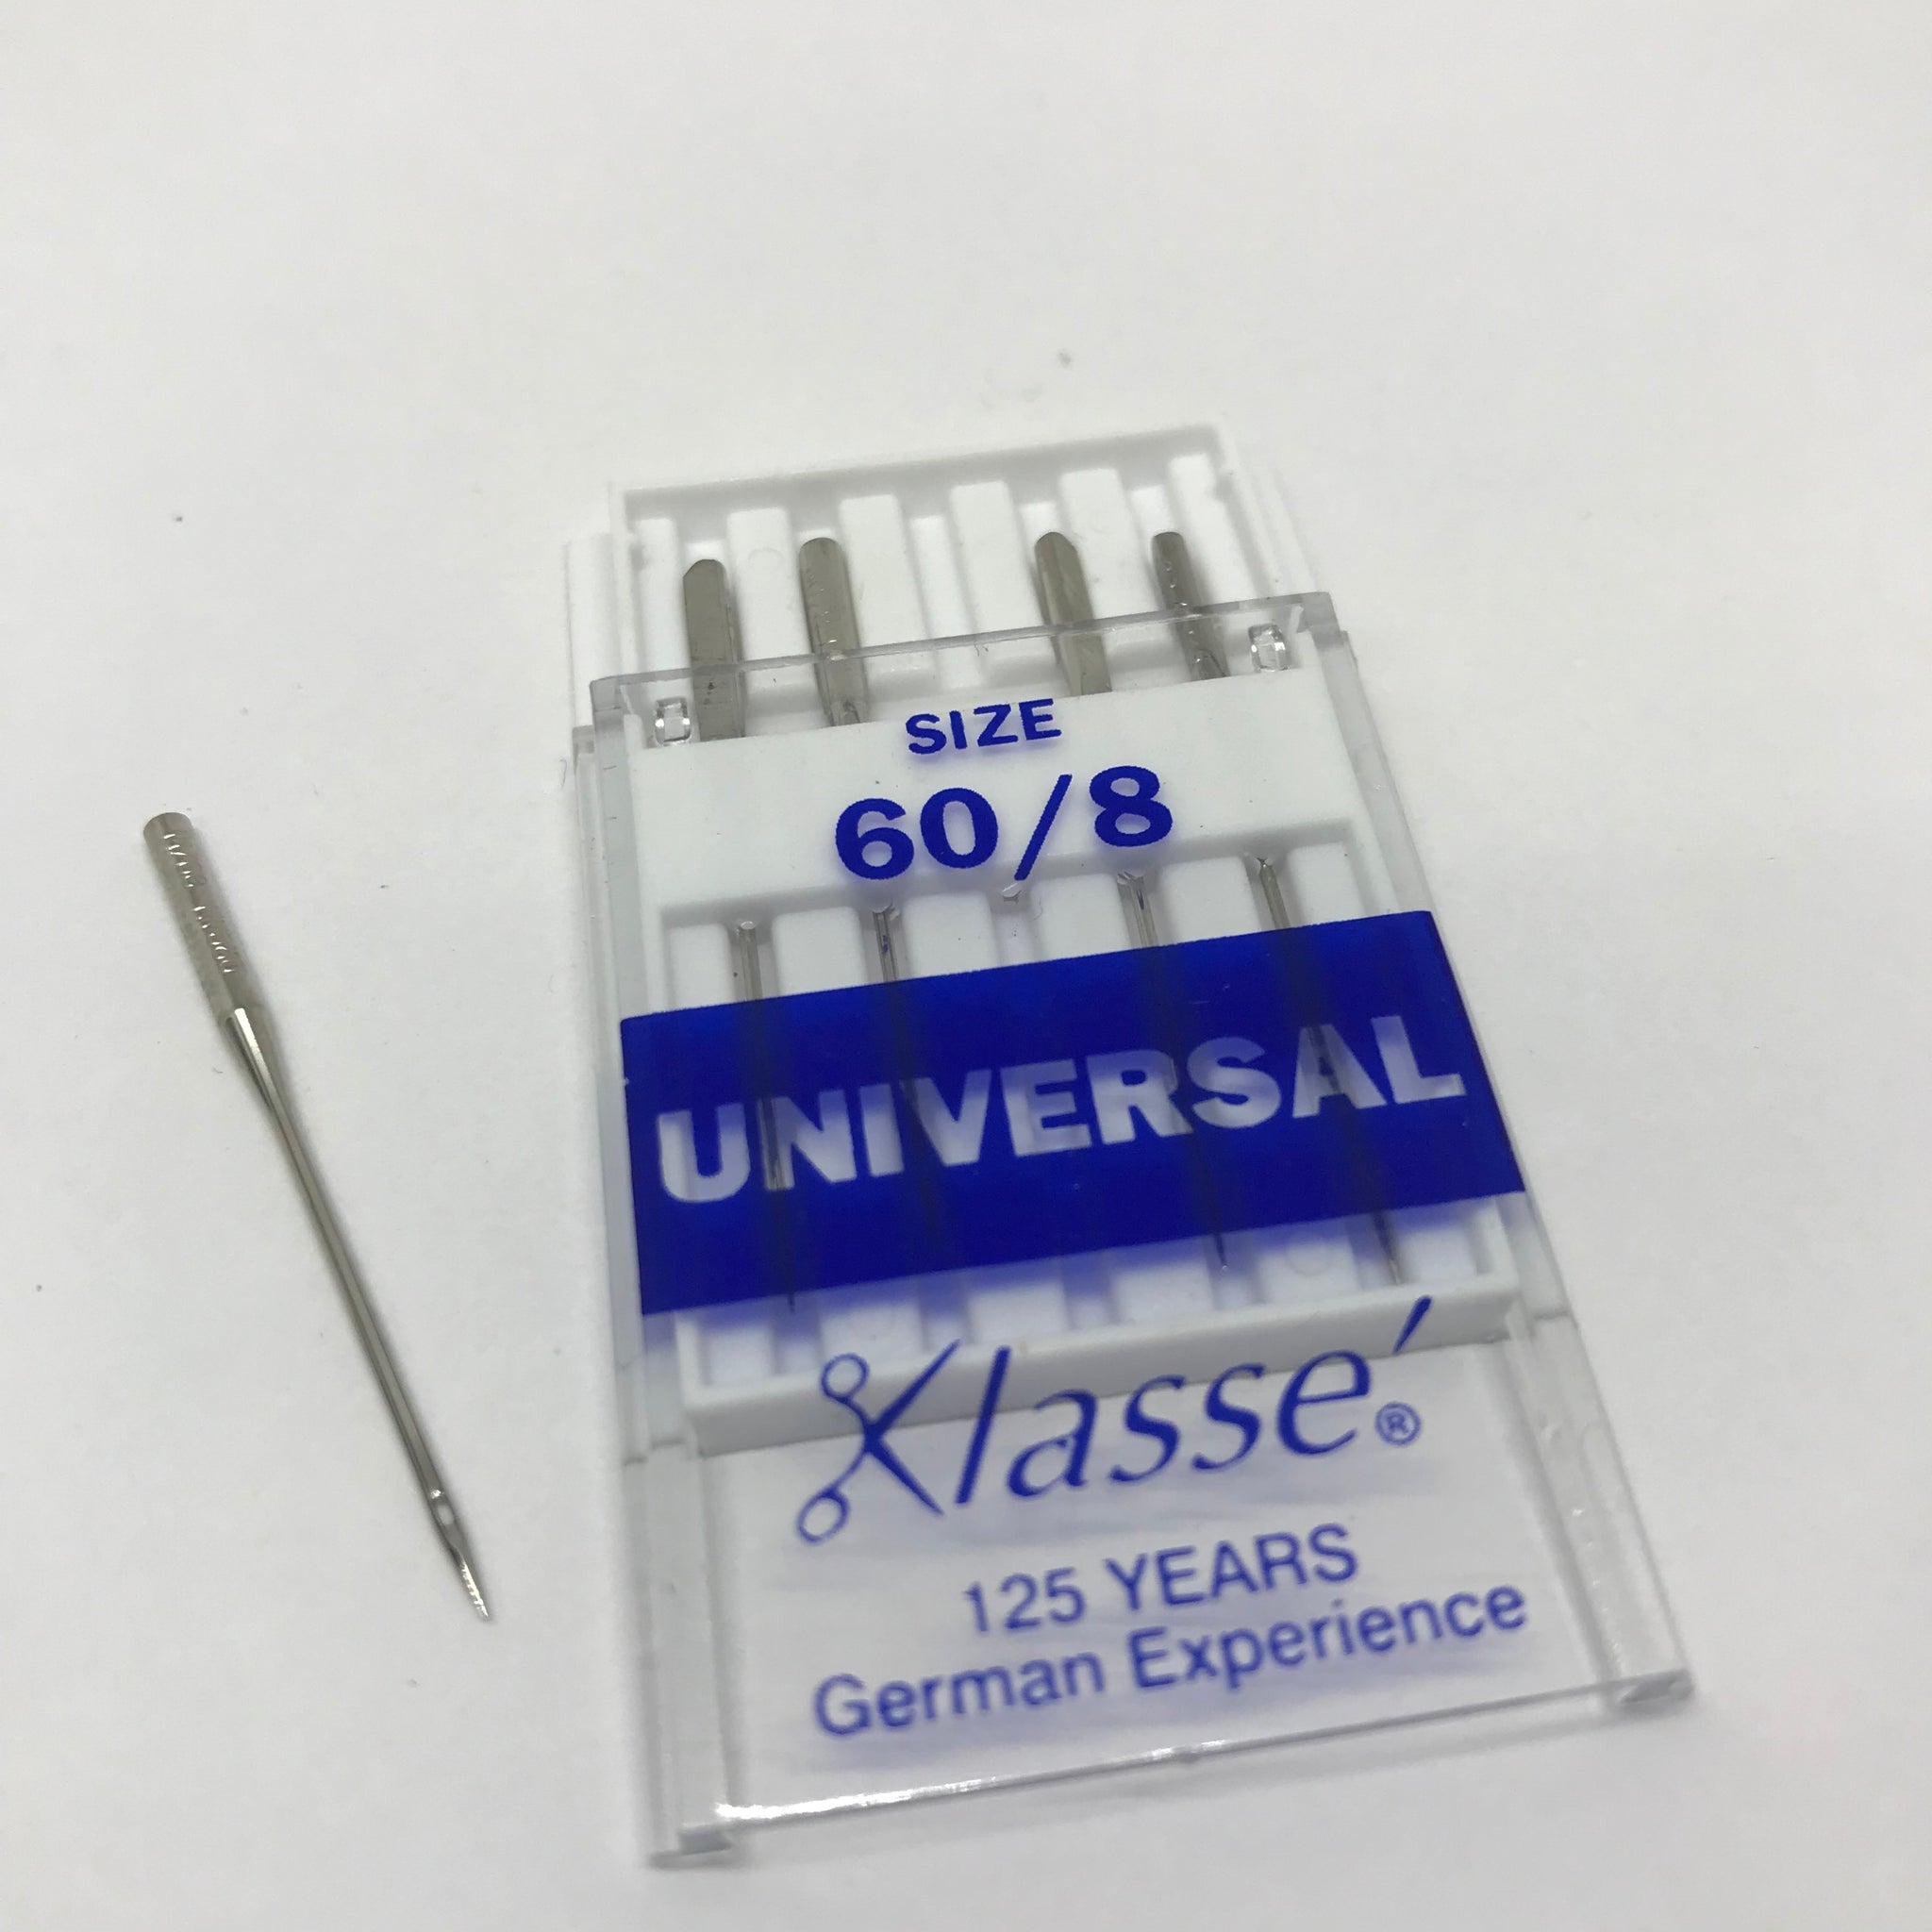 SIZE
60/8
UNIVERSAL
Klassé®
125 YEARS
German Experience